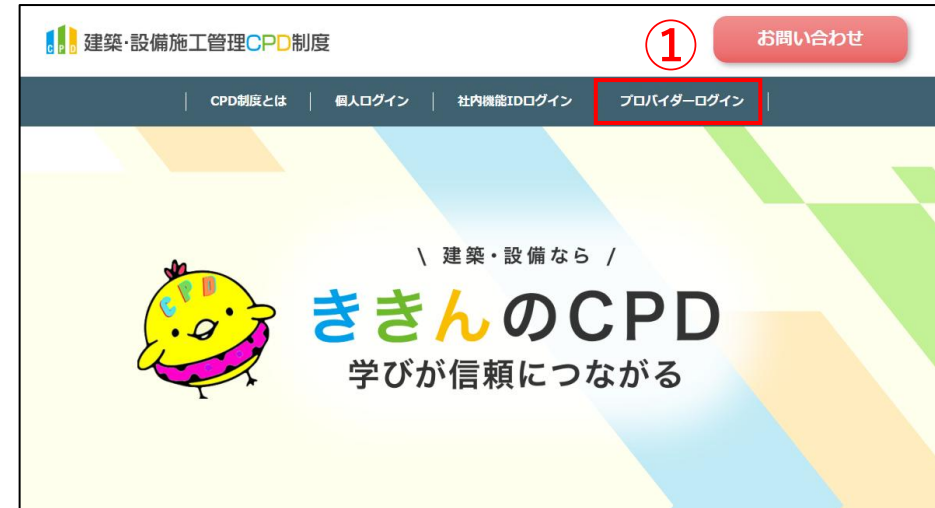 CPD 建築・設備施工管理CPD制度
①
お問い合わせ
CPD制度とは
個人ログイン
社内機能IDログイン
プロバイダーログイン
\ 建築・設備なら /
CPD
ききんのCPD
学びが信頼につながる